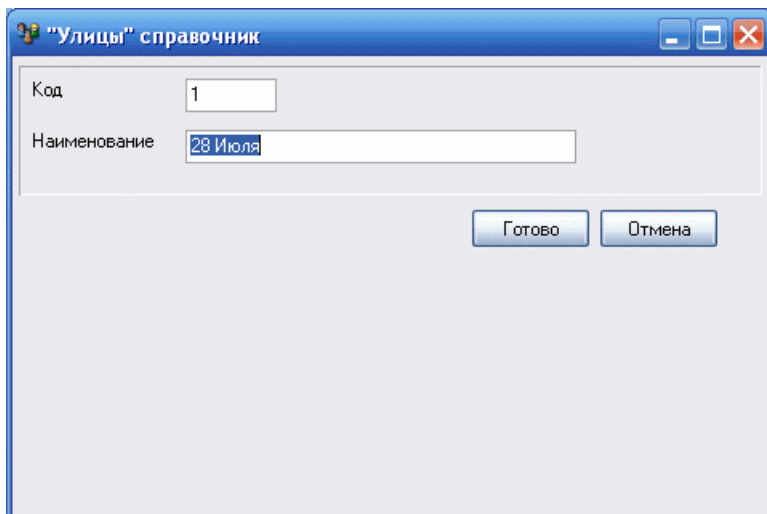 "Улицы" справочник
Код 1
Наименование 28 Июля
Готово Отмена